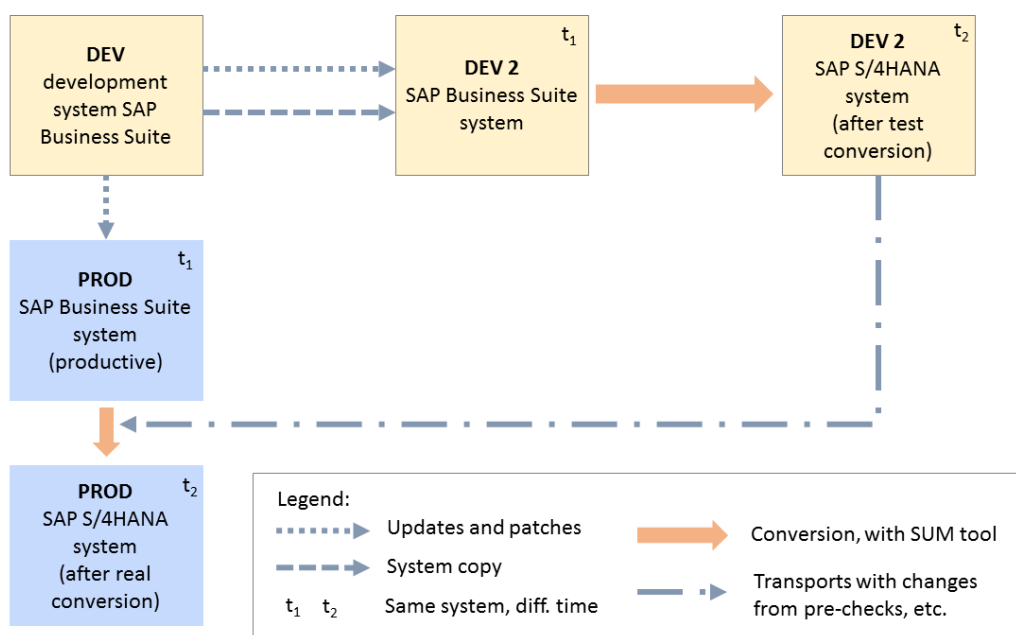 DEV
development
system SAP
Business Suite
t1
DEV 2
SAP Business Suite
system
t2
DEV 2
SAP S/4HANA
system
(after test
conversion)
t1
PROD
SAP Business Suite
system
(productive)
t2
PROD
SAP S/4HANA
system
(after real
conversion)
Legend:
Updates and patches
System copy
t1 t2 Same system, diff. time
Conversion, with SUM tool
Transports with changes
from pre-checks, etc.